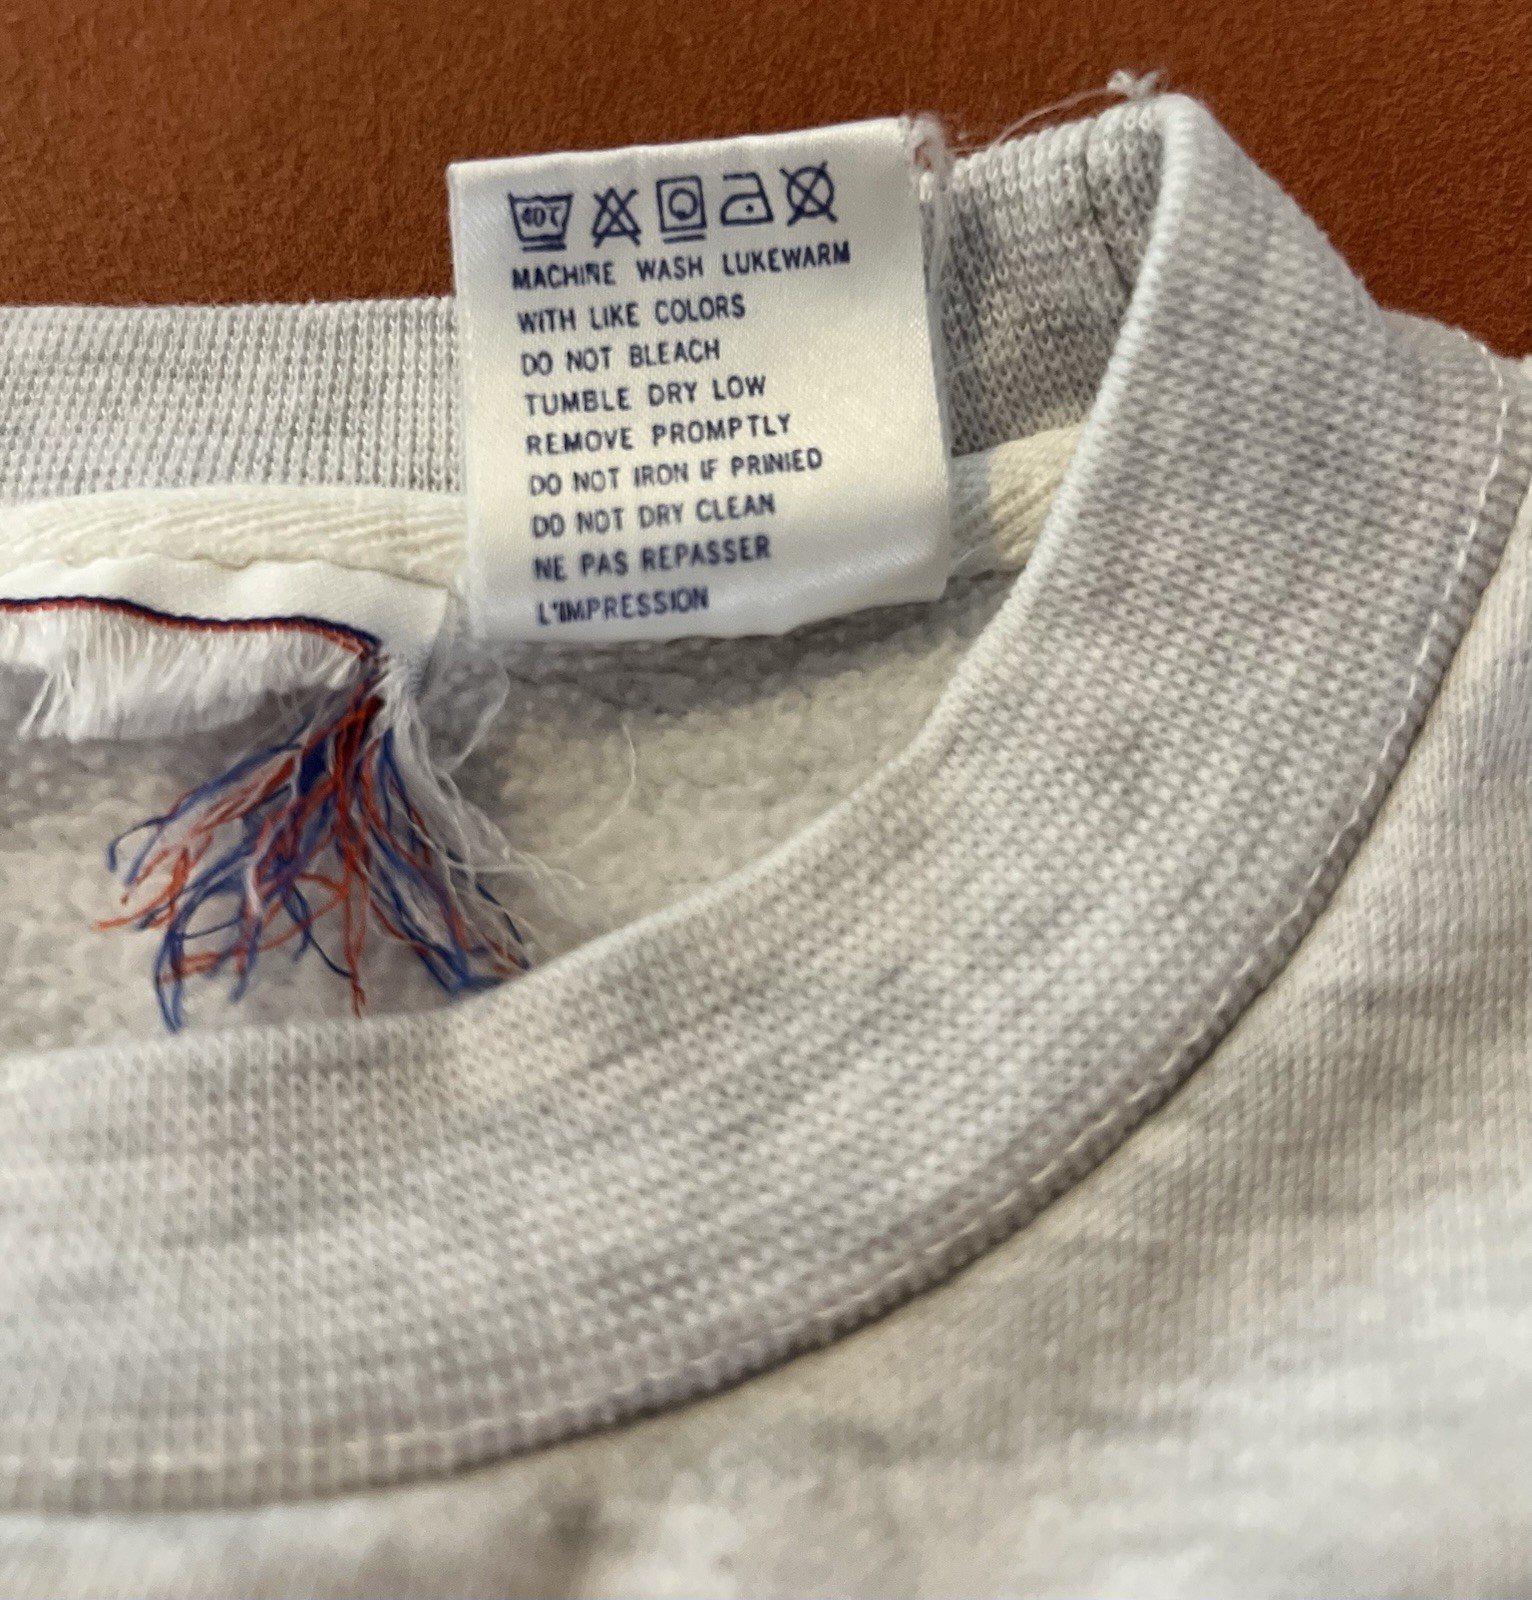 40℃
MACHINE WASH LUKEWARM
WITH LIKE COLORS
DO NOT BLEACH
TUMBLE DRY LOW
REMOVE PROMPTLY
DO NOT IRON IF PRINIED
DO NOT DRY CLEAN
NE PAS REPASSER
L'IMPRESSION